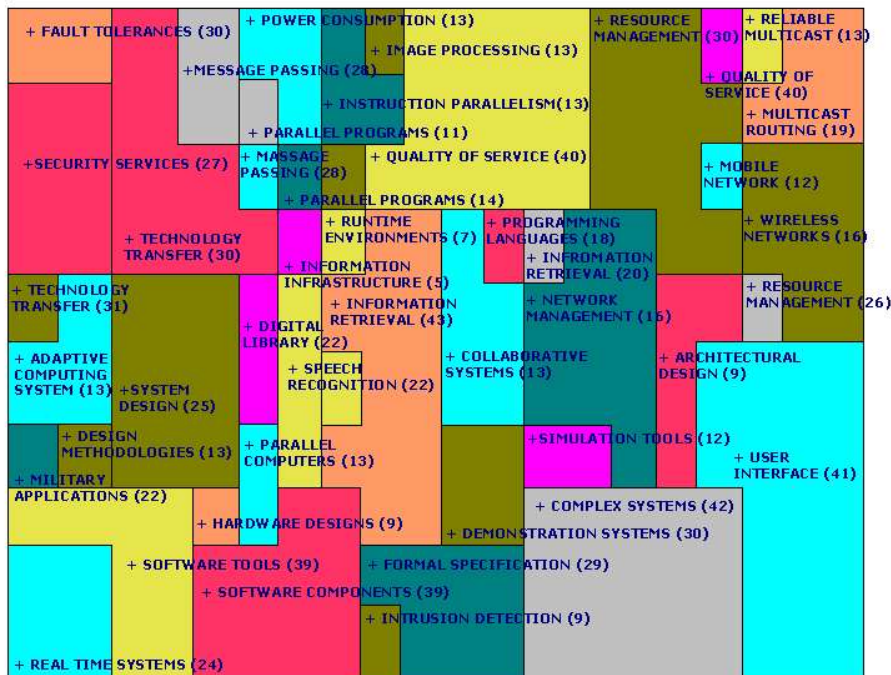 + FAULT TOLERANCES (30)
+ POWER CONSUMPTION (13)
+ RESOURCE
MANAGEMENT (30)
+ RELIABLE
MULTICAST (13)
+MESSAGE PASSING (28)
+ IMAGE PROCESSING (13)
+ QUALITY OF
SERVICE (40)
+ INSTRUCTION PARALLELISM(13)
+ MULTICAST
ROUTING (19)
+ PARALLEL PROGRAMS (11)
+SECURITY SERVICES (27)
+ MASSAGE
PASSING (28)
+ QUALITY OF SERVICE (40)
+ MOBILE
NETWORK (12)
+ PARALLEL PROGRAMS (14)
+ TECHNOLOGY
TRANSFER (30)
+ RUNTIME
ENVIRONMENTS (7)
+ PROGRAMMING
LANGUAGES (18)
+ WIRELESS
NETWORKS (16)
+ INFORMATION
INFRASTRUCTURE (5)
+ INFROMATION
RETRIEVAL (20)
+ TECHNOLOGY
TRANSFER (31)
+ INFORMATION
RETRIEVAL (43)
+ NETWORK
MANAGEMENT (16)
+ RESOURCE
MANAGEMENT (26)
+ DIGITAL
LIBRARY (22)
+ ADAPTIVE
COMPUTING
SYSTEM (13)
+ SPEECH
RECOGNITION (22)
+ COLLABORATIVE
SYSTEMS (13)
+ ARCHITECTURAL
DESIGN (9)
+SYSTEM
DESIGN (25)
+ DESIGN
METHODOLOGIES (13)
+ PARALLEL
COMPUTERS (13)
+SIMULATION TOOLS (12)
+ USER
INTERFACE (41)
+ MILITARY
APPLICATIONS (22)
+ COMPLEX SYSTEMS (42)
+ HARDWARE DESIGNS (9)
+ DEMONSTRATION SYSTEMS (30)
+ SOFTWARE TOOLS (39)
+ FORMAL SPECIFICATION (29)
+ SOFTWARE COMPONENTS (39)
+ INTRUSION DETECTION (9)
+ REAL TIME SYSTEMS (24)